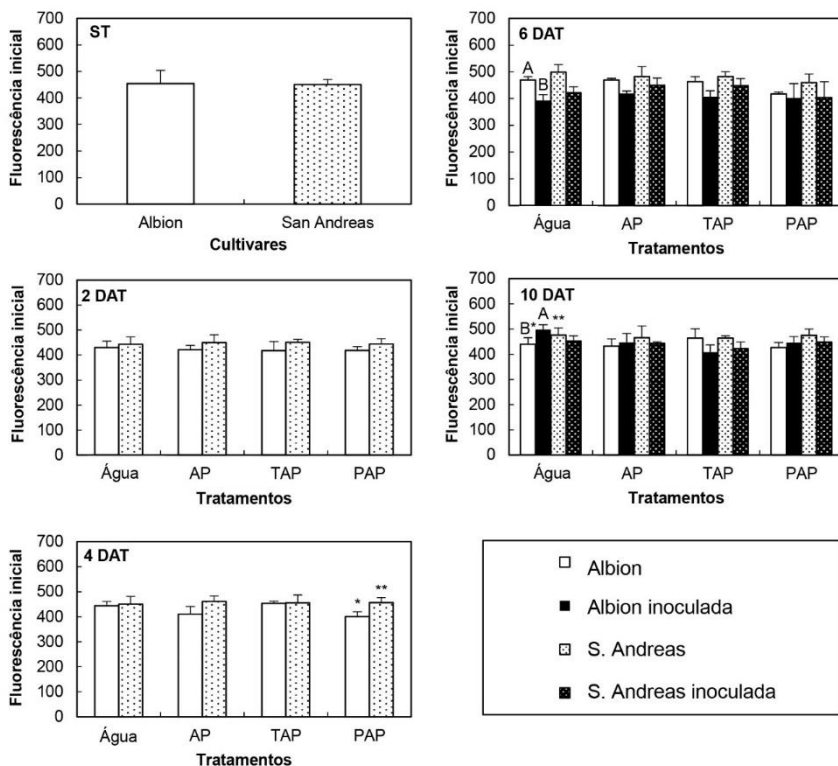 ST
Fluorescência inicial
700
600
500
400
300
200
100
0
Albion
San Andreas
Cultivares
6 DAT
Fluorescência inicial
700
600
500
400
300
200
100
0
A
B
Água
AP
TAP
PAP
Tratamentos
2 DAT
Fluorescência inicial
700
600
500
400
300
200
100
0
Água
AP
TAP
PAP
Tratamentos
10 DAT
Fluorescência inicial
700
600
500
400
300
200
100
0
B*
A
**
Água
AP
TAP
PAP
Tratamentos
4 DAT
Fluorescência inicial
700
600
500
400
300
200
100
0
*
**
Água
AP
TAP
PAP
Tratamentos
Albion
Albion inoculada
S. Andreas
S. Andreas inoculada